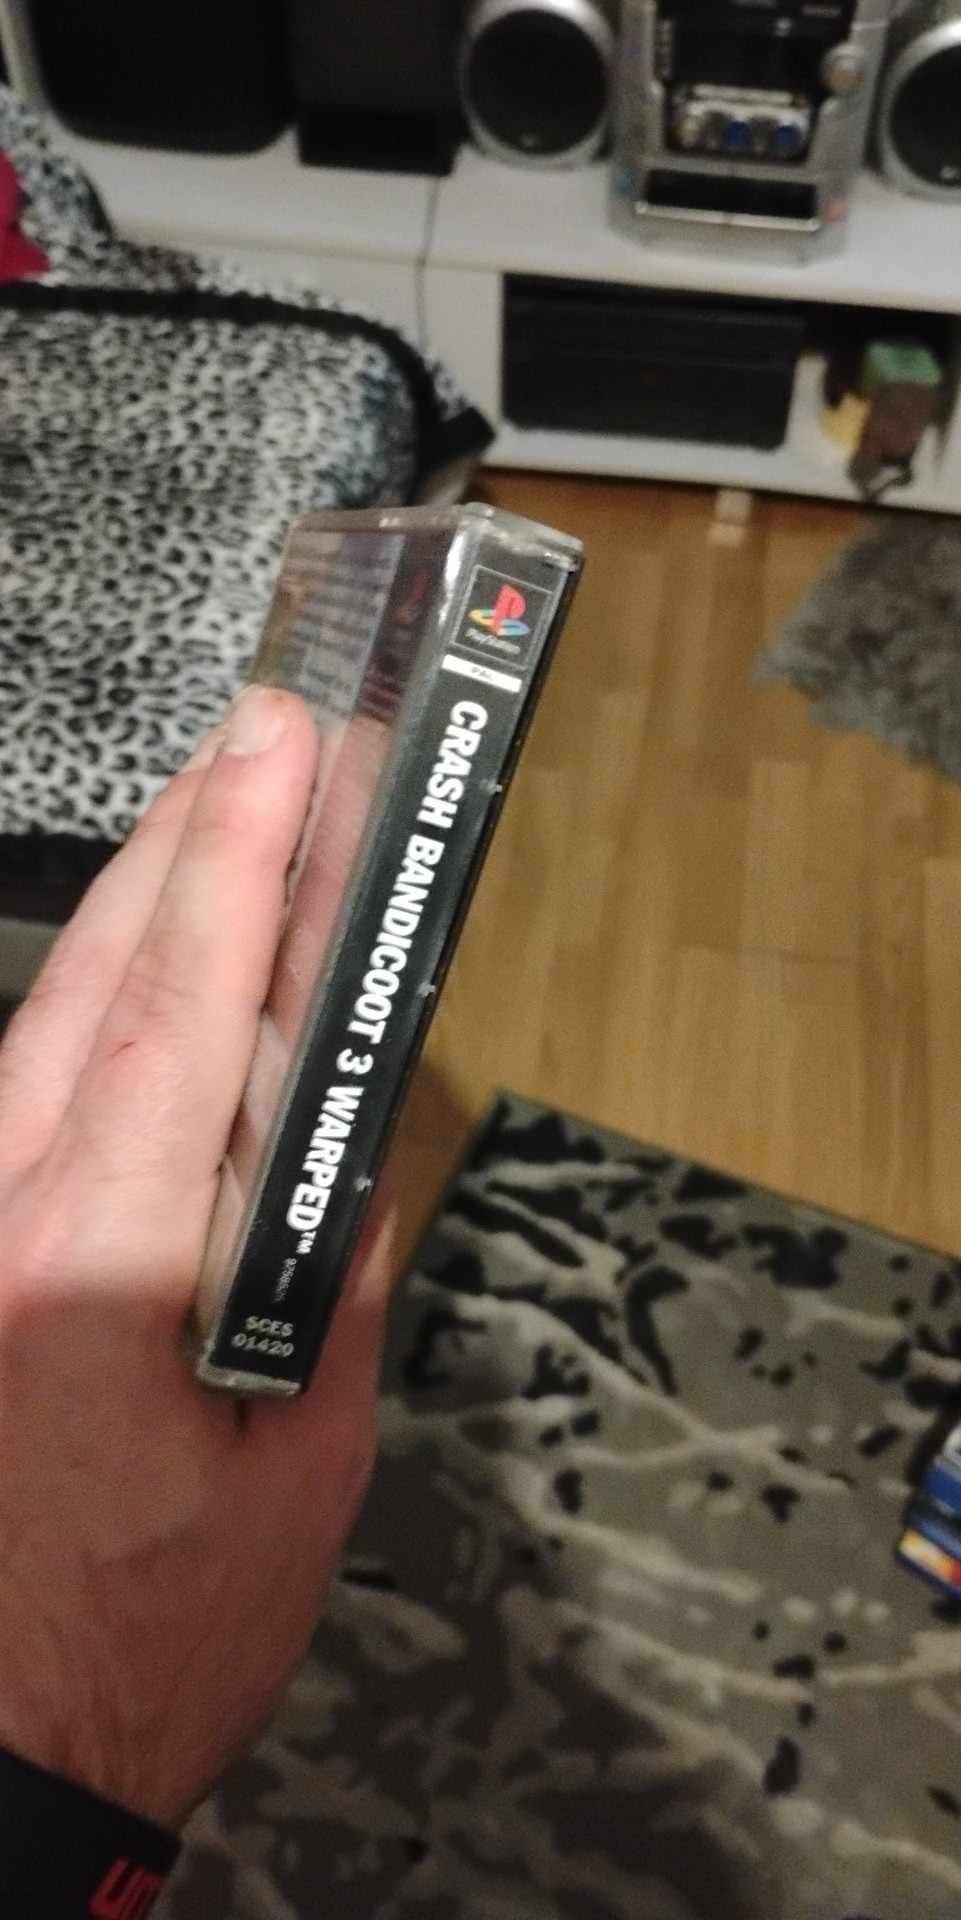 PlayStation
PAL
CRASH BANDICOOT 3 WARPED™
SCES
01420